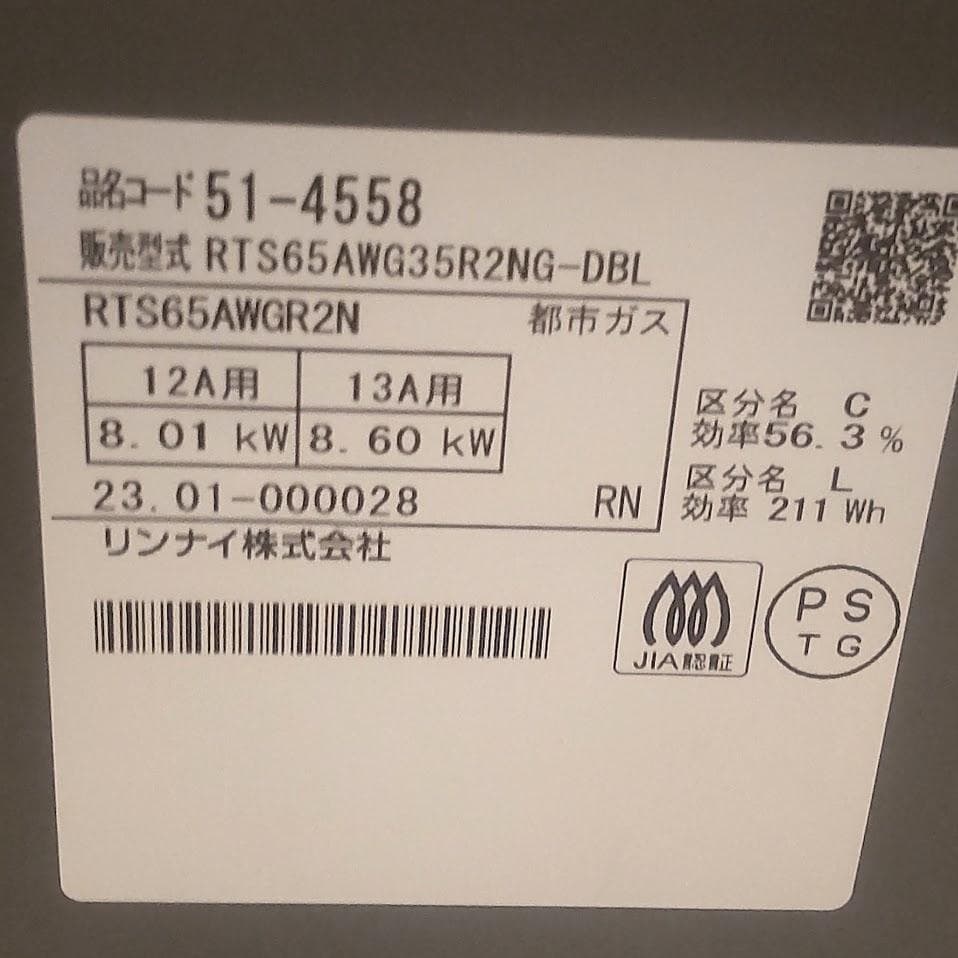 品名コード 51-4558
販売型式 RTS65AWG35R2NG-DBL
RTS65AWGR2N 都市ガス
12A用 13A用
8.01 kW 8.60 kW
23.01-000028 RN
リンナイ株式会社
区分名 C
効率56.3%
区分名 L
効率 211 Wh
JIA認証
PS
TG